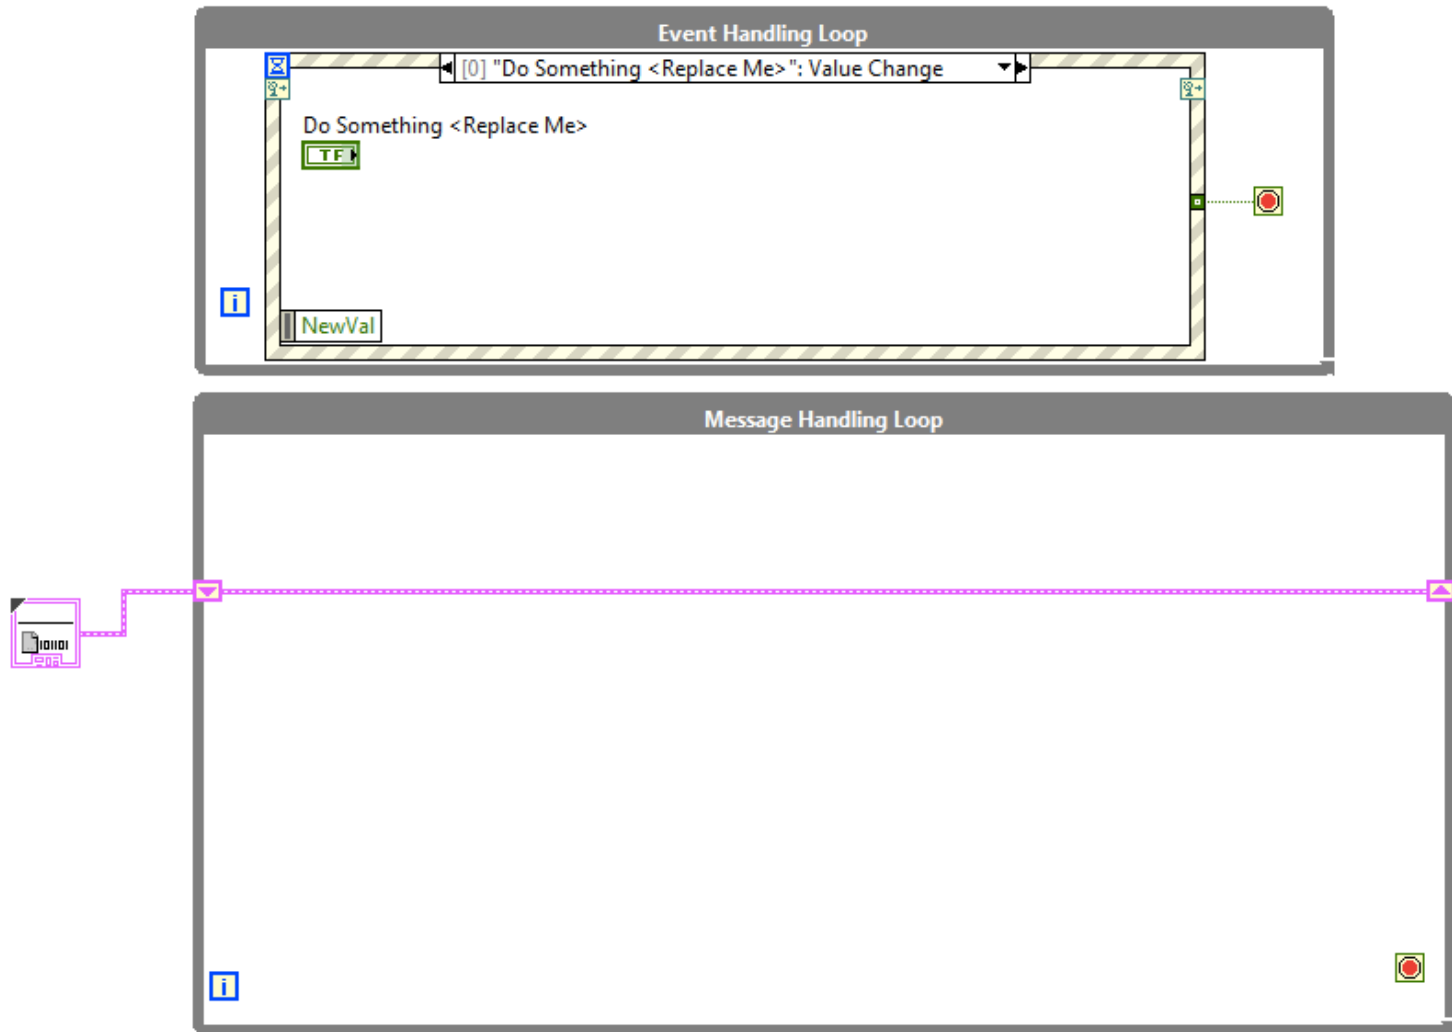 Event Handling Loop
[0] "Do Something <Replace Me>": Value Change
Do Something <Replace Me>
TF
i
NewVal
Message Handling Loop
i